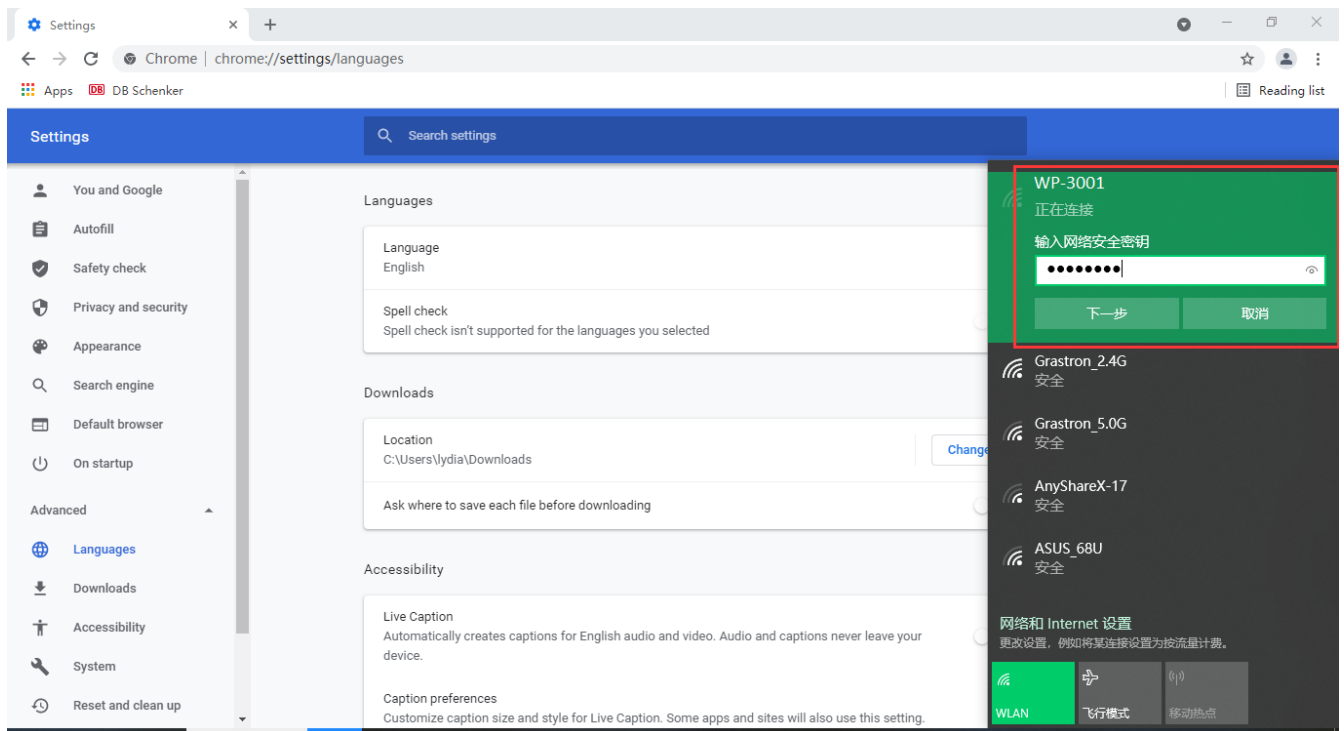 Settings
Chrome | chrome://settings/languages
Apps
DB
DB Schenker
Reading list
Settings
Search settings
You and Google
Autofill
Safety check
Privacy and security
Appearance
Search engine
Default browser
On startup
Advanced
Languages
Downloads
Accessibility
System
Reset and clean up
Languages
Language
English
Spell check
Spell check isn't supported for the languages you selected
Downloads
Location
C:\Users\lydia\Downloads
Change
Ask where to save each file before downloading
Accessibility
Live Caption
Automatically creates captions for English audio and video. Audio and captions never leave your
device.
Caption preferences
Customize caption size and style for Live Caption. Some apps and sites will also use this setting.
WP-3001
正在连接
输入网络安全密钥
••••••••
下一步
取消
Grastron_2.4G
安全
Grastron_5.0G
安全
AnyShareX-17
安全
ASUS_68U
安全
网络和 Internet 设置
更改设置，例如将某连接设置为按流量计费。
WLAN
飞行模式
移动热点